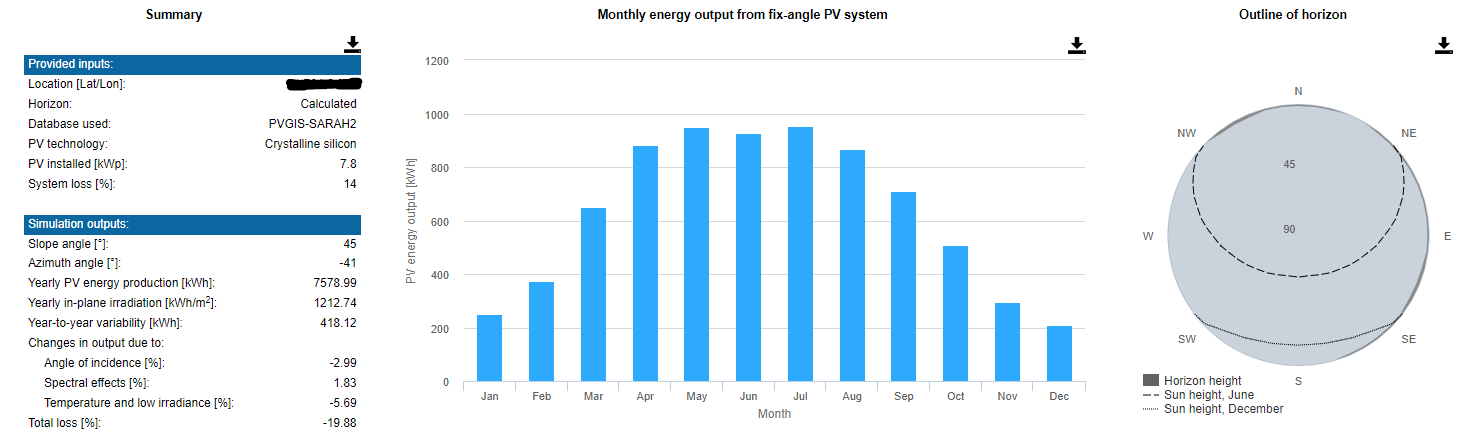 Summary
Provided inputs:
Location [Lat/Lon]:
Horizon: Calculated
Database used: PVGIS-SARAH2
PV technology: Crystalline silicon
PV installed [kWp]: 7.8
System loss [%]: 14
Simulation outputs:
Slope angle [°]: 45
Azimuth angle [°]: -41
Yearly PV energy production [kWh]: 7578.99
Yearly in-plane irradiation [kWh/m²]: 1212.74
Year-to-year variability [kWh]: 418.12
Changes in output due to:
Angle of incidence [%]: -2.99
Spectral effects [%]: 1.83
Temperature and low irradiance [%]: -5.69
Total loss [%]: -19.88
Monthly energy output from fix-angle PV system
PV energy output [kWh]
1200
1000
800
600
400
200
0
Jan Feb Mar Apr May Jun Jul Aug Sep Oct Nov Dec
Month
Outline of horizon
N
NW NE
45
W 90 E
SW SE
S
Horizon height
Sun height, June
Sun height, December